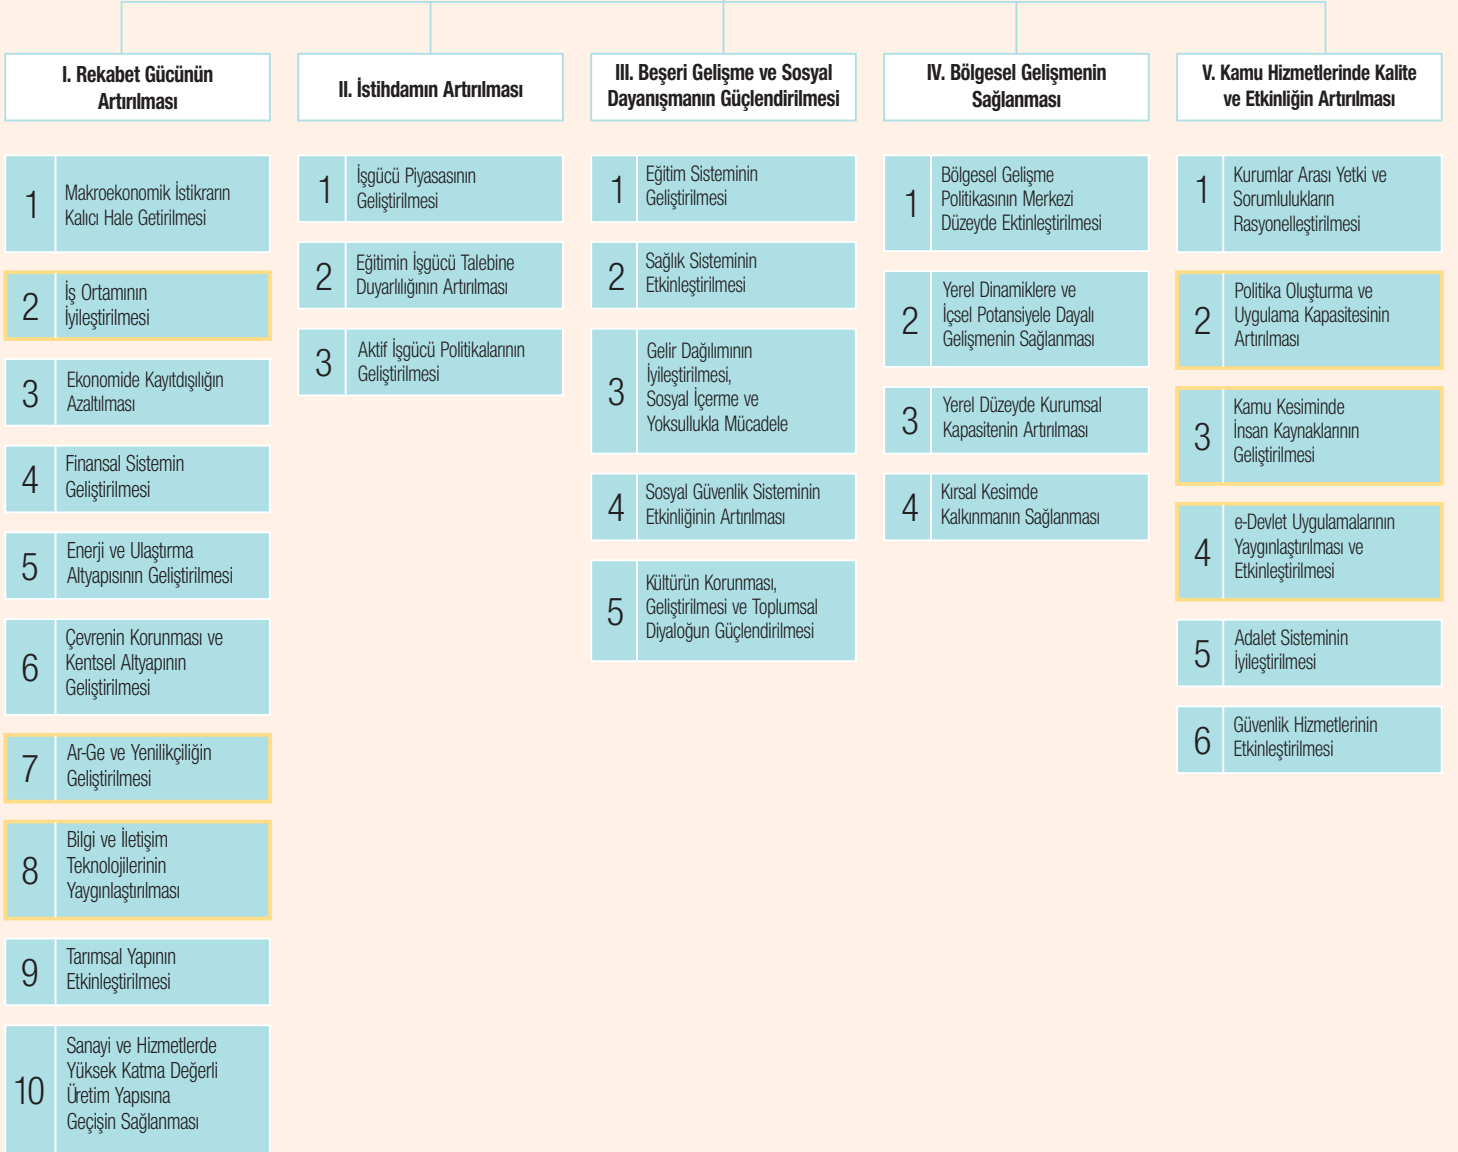 I. Rekabet Gücünün
Artırılması
1
Makroekonomik İstikrarın
Kalıcı Hale Getirilmesi
2
İş Ortamının
İyileştirilmesi
3
Ekonomide Kayıtdışılığın
Azaltılması
4
Finansal Sistemin
Geliştirilmesi
5
Enerji ve Ulaştırma
Altyapısının Geliştirilmesi
6
Çevrenin Korunması ve
Kentsel Altyapının
Geliştirilmesi
7
Ar-Ge ve Yenilikçiliğin
Geliştirilmesi
8
Bilgi ve İletişim
Teknolojilerinin
Yaygınlaştırılması
9
Tarımsal Yapının
Etkinleştirilmesi
10
Sanayi ve Hizmetlerde
Yüksek Katma Değerli
Üretim Yapısına
Geçişin Sağlanması
II. İstihdamın Artırılması
1
İşgücü Piyasasının
Geliştirilmesi
2
Eğitimin İşgücü Talebine
Duyarlılığının Artırılması
3
Aktif İşgücü Politikalarının
Geliştirilmesi
III. Beşeri Gelişme ve Sosyal
Dayanışmanın Güçlendirilmesi
1
Eğitim Sisteminin
Geliştirilmesi
2
Sağlık Sisteminin
Etkinleştirilmesi
3
Gelir Dağılımının
İyileştirilmesi,
Sosyal İçerme ve
Yoksullukla Mücadele
4
Sosyal Güvenlik Sisteminin
Etkinliğinin Artırılması
5
Kültürün Korunması,
Geliştirilmesi ve Toplumsal
Diyaloğun Güçlendirilmesi
IV. Bölgesel Gelişmenin
Sağlanması
1
Bölgesel Gelişme
Politikasının Merkezi
Düzeyde Ektinleştirilmesi
2
Yerel Dinamiklere ve
İçsel Potansiyele Dayalı
Gelişmenin Sağlanması
3
Yerel Düzeyde Kurumsal
Kapasitenin Artırılması
4
Kırsal Kesimde
Kalkınmanın Sağlanması
V. Kamu Hizmetlerinde Kalite
ve Etkinliğin Artırılması
1
Kurumlar Arası Yetki ve
Sorumlulukların
Rasyonelleştirilmesi
2
Politika Oluşturma ve
Uygulama Kapasitesinin
Artırılması
3
Kamu Kesiminde
İnsan Kaynaklarının
Geliştirilmesi
4
e-Devlet Uygulamalarının
Yaygınlaştırılması ve
Etkinleştirilmesi
5
Adalet Sisteminin
İyileştirilmesi
6
Güvenlik Hizmetlerinin
Etkinleştirilmesi